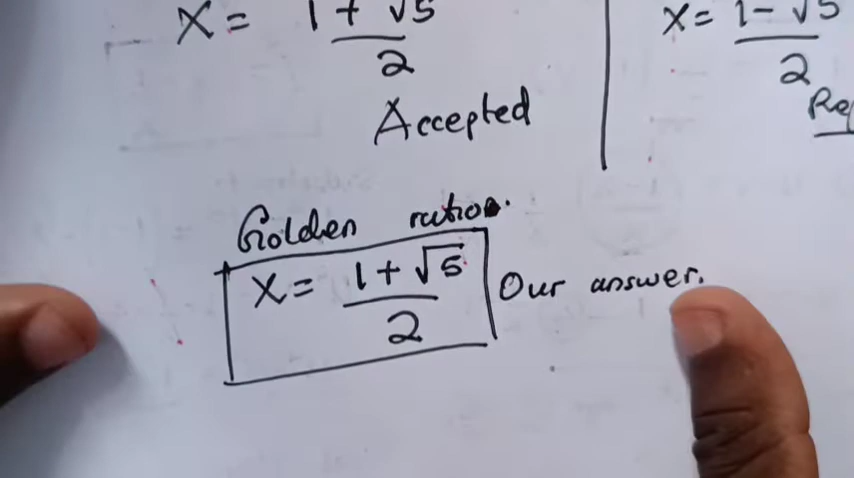 X = 1 + √5 / 2
Accepted
x = 1 - √5 / 2
Golden ratio.
X = 1 + √5 / 2
Our answer.